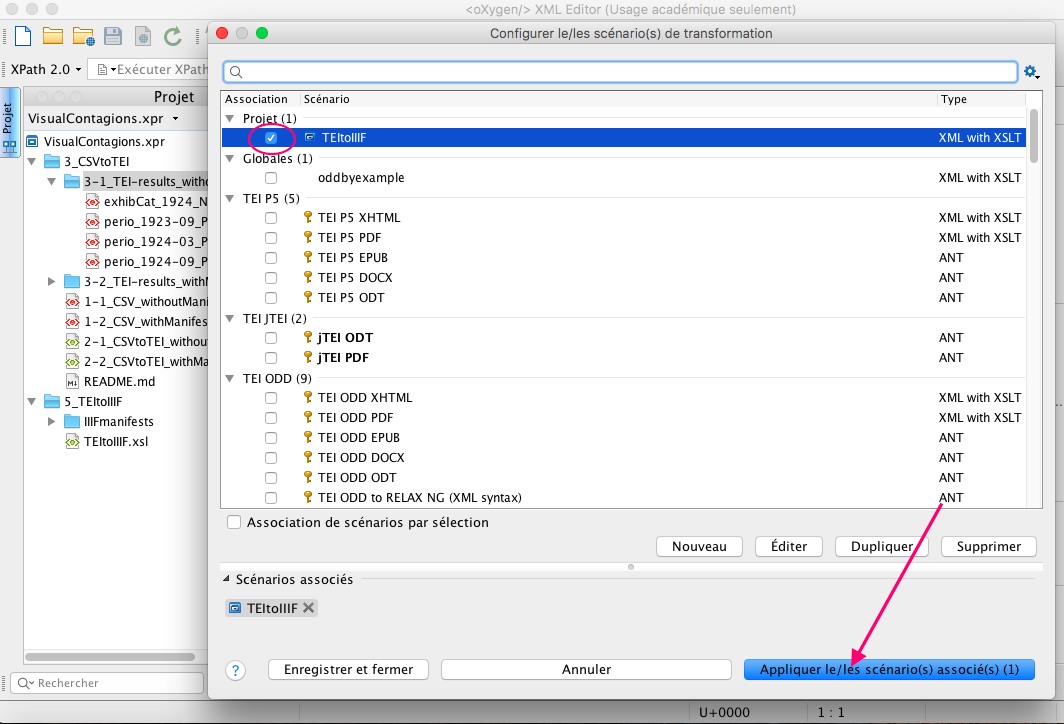 <oXygen/> XML Editor (Usage académique seulement)
Configurer le/les scénario(s) de transformation
XPath 2.0
Exécuter XPath
Projet
Projet
VisualContagions.xpr
VisualContagions.xpr
3_CSVtoTEI
3-1_TEI-results_witho
exhibCat_1924_N
perio_1923-09_P
perio_1924-03_P
perio_1924-09_P
3-2_TEI-results_withM
1-1_CSV_withoutMani
1-2_CSV_withManifes
2-1_CSVtoTEI_withou
2-2_CSVtoTEI_withMa
README.md
5_TEItoIIIF
IIIFmanifests
TEItoIIIF.xsl
Rechercher
Association Scénario Type
Projet (1)
TEItoIIIF XML with XSLT
Globales (1)
oddbyexample XML with XSLT
TEI P5 (5)
TEI P5 XHTML XML with XSLT
TEI P5 PDF XML with XSLT
TEI P5 EPUB ANT
TEI P5 DOCX ANT
TEI P5 ODT ANT
TEI JTEI (2)
jTEI ODT ANT
jTEI PDF ANT
TEI ODD (9)
TEI ODD XHTML XML with XSLT
TEI ODD PDF XML with XSLT
TEI ODD EPUB ANT
TEI ODD DOCX ANT
TEI ODD ODT ANT
TEI ODD to RELAX NG (XML syntax) ANT
Association de scénarios par sélection
Nouveau Éditer Dupliquer Supprimer
Scénarios associés
TEItoIIIF
? Enregistrer et fermer Annuler Appliquer le/les scénario(s) associé(s) (1)
U+0000 1 : 1